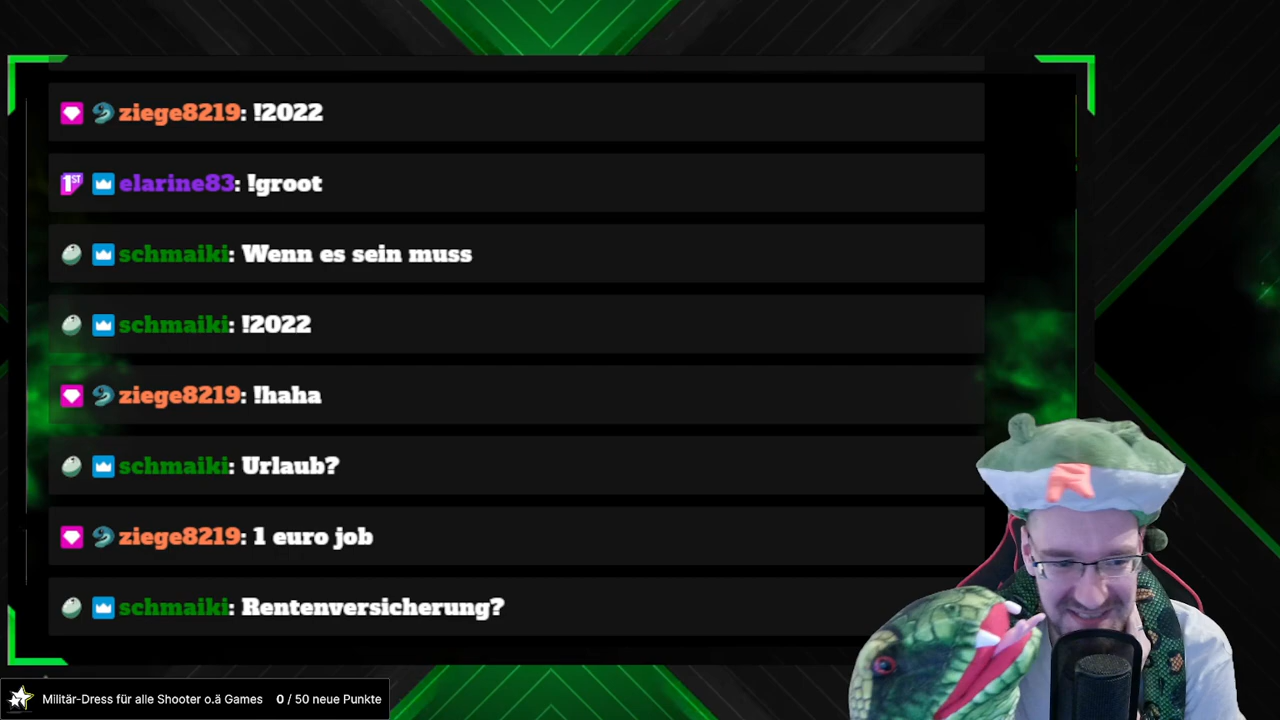 ziege8219: !2022
1ST elarine83: !groot
schmaiki: Wenn es sein muss
schmaiki: !2022
ziege8219: !haha
schmaiki: Urlaub?
ziege8219: 1 euro job
schmaiki: Rentenversicherung?
Militär-Dress für alle Shooter o.ä Games 0 / 50 neue Punkte